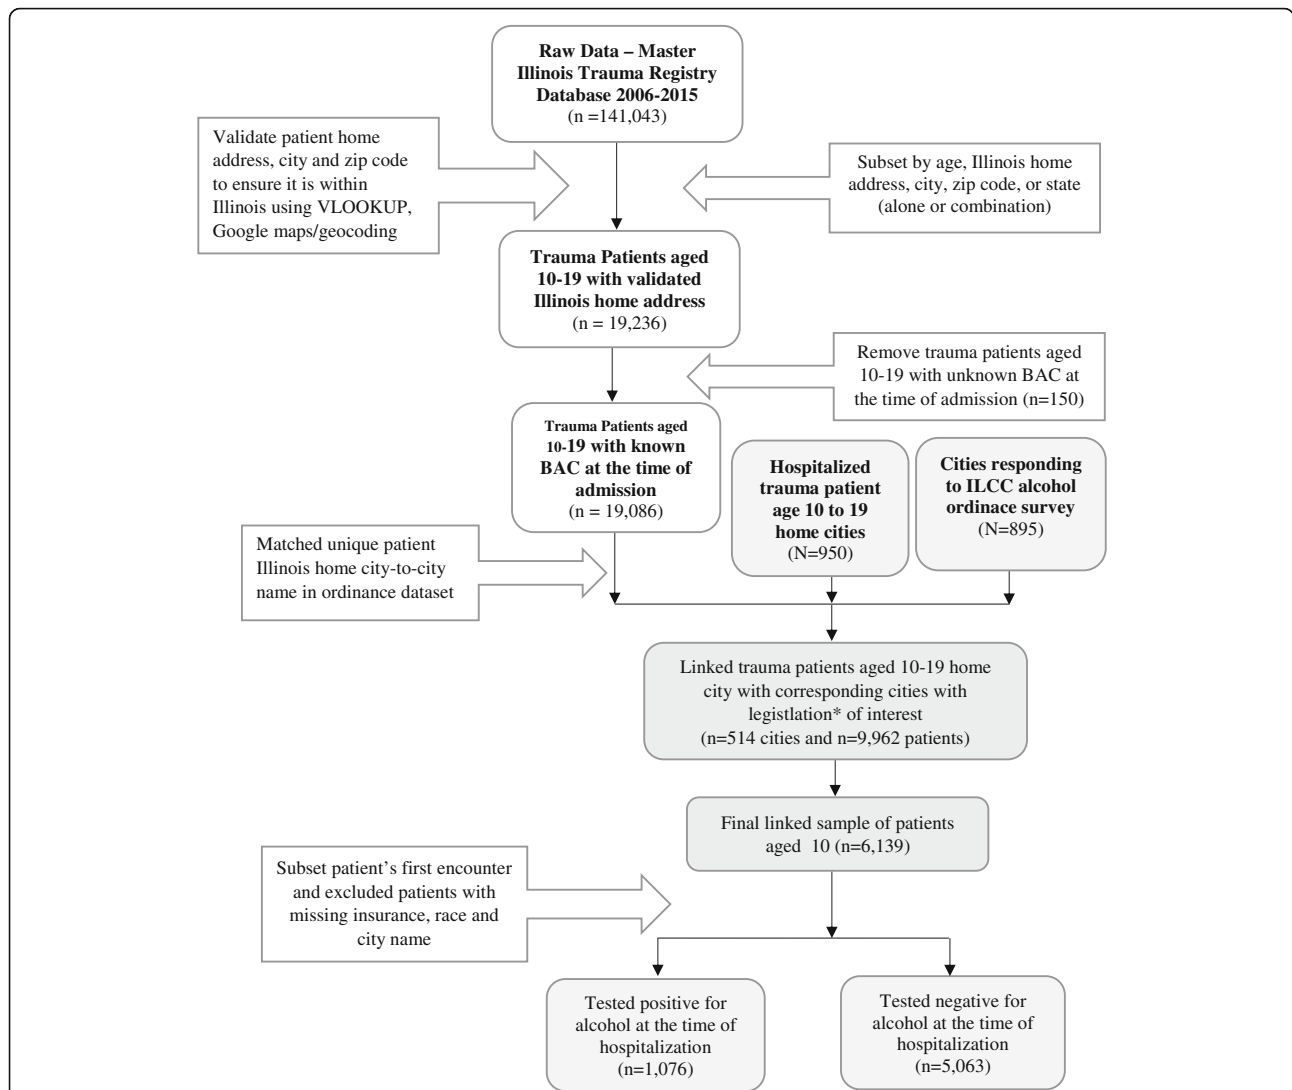 Raw Data – Master
Illinois Trauma Registry
Database 2006-2015
(n =141,043)
Validate patient home
address, city and zip code
to ensure it is within
Illinois using VLOOKUP,
Google maps/geocoding
Subset by age, Illinois home
address, city, zip code, or state
(alone or combination)
Trauma Patients aged
10-19 with validated
Illinois home address
(n = 19,236)
Remove trauma patients aged
10-19 with unknown BAC at
the time of admission (n=150)
Trauma Patients aged
10-19 with known
BAC at the time of
admission
(n = 19,086)
Hospitalized
trauma patient
age 10 to 19
home cities
(N=950)
Cities responding
to ILCC alcohol
ordinace survey
(N=895)
Matched unique patient
Illinois home city-to-city
name in ordinance dataset
Linked trauma patients aged 10-19 home
city with corresponding cities with
legistlation* of interest
(n=514 cities and n=9,962 patients)
Final linked sample of patients
aged 10 (n=6,139)
Subset patient’s first encounter
and excluded patients with
missing insurance, race and
city name
Tested positive for
alcohol at the time of
hospitalization
(n=1,076)
Tested negative for
alcohol at the time of
hospitalization
(n=5,063)